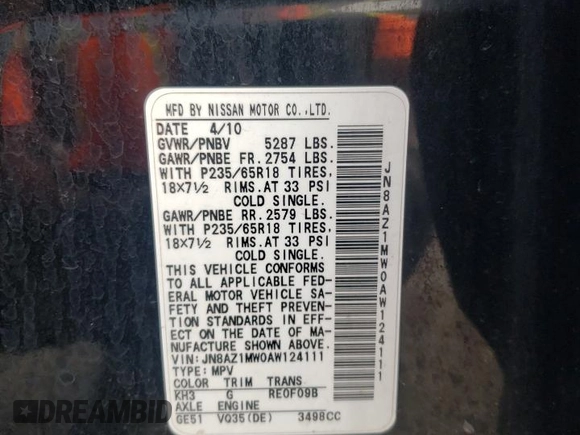 MFD BY NISSAN MOTOR CO.,LTD.
DATE 4/10
GVWR/PNBV 5287 LBS.
GAWR/PNBE FR. 2754 LBS.
WITH P235/65R18 TIRES,
18X7½ RIMS.AT 33 PSI
COLD SINGLE.
GAWR/PNBE RR. 2579 LBS.
WITH P235/65R18 TIRES,
18X7½ RIMS.AT 33 PSI
COLD SINGLE.
THIS VEHICLE CONFORMS
TO ALL APPLICABLE FED-
ERAL MOTOR VEHICLE SA-
FETY AND THEFT PREVEN-
TION STANDARDS IN EFF-
ECT ON THE DATE OF MA-
NUFACTURE SHOWN ABOVE.
VIN:JN8AZ1MW0AW124111
TYPE: MPV
COLOR TRIM TRANS
KH3 G RE0F09B
AXLE ENGINE
GE51 VQ35(DE) 3498CC
JN8AZ1MW0AW124111
AUTOBIDCAR